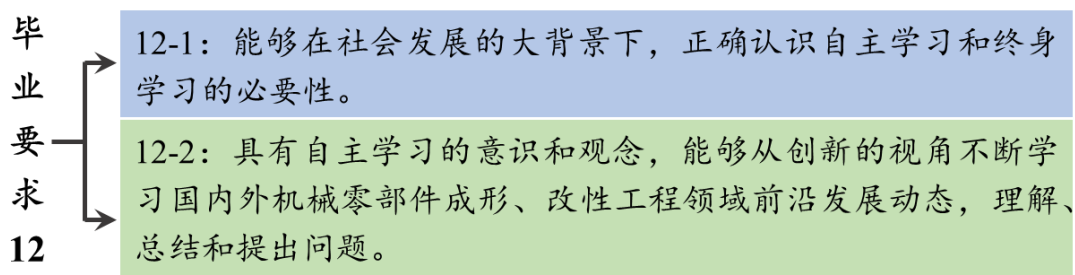 毕业要求12
12-1：能够在社会发展的大背景下，正确认识自主学习和终身
学习的必要性。
12-2：具有自主学习的意识和观念，能够从创新的视角不断学
习国内外机械零部件成形、改性工程领域前沿发展动态，理解、
总结和提出问题。